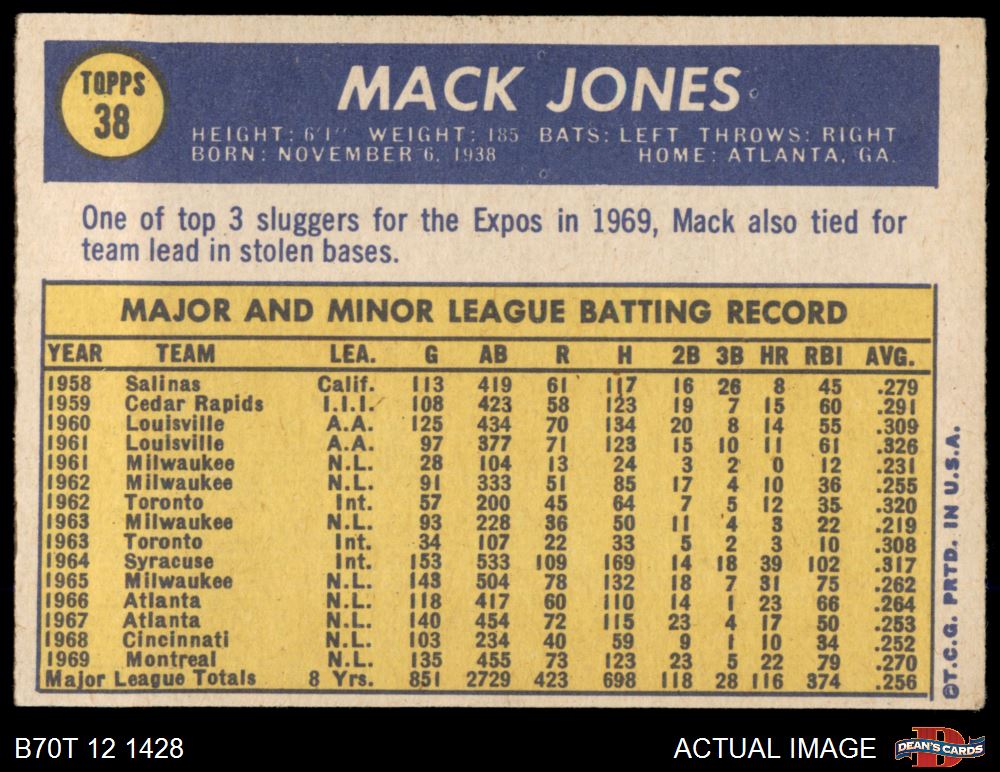 TOPPS
38
MACK JONES
HEIGHT: 6'1" WEIGHT: 185 BATS: LEFT THROWS: RIGHT
BORN: NOVEMBER 6, 1938 HOME: ATLANTA, GA.
One of top 3 sluggers for the Expos in 1969, Mack also tied for
team lead in stolen bases.
MAJOR AND MINOR LEAGUE BATTING RECORD
YEAR TEAM LEA. G AB R H 2B 3B HR RBI AVG.
1958 Salinas Calif. 113 419 61 117 16 26 8 45 .279
1959 Cedar Rapids I.I.I. 108 423 58 123 19 7 15 60 .291
1960 Louisville A.A. 125 434 70 134 20 8 14 55 .309
1961 Louisville A.A. 97 377 71 123 15 10 11 61 .326
1961 Milwaukee N.L. 28 104 13 24 3 2 0 12 .231
1962 Milwaukee N.L. 91 333 51 85 17 4 10 36 .255
1962 Toronto Int. 57 200 45 64 7 5 12 35 .320
1963 Milwaukee N.L. 93 228 36 50 11 4 3 22 .219
1963 Toronto Int. 34 107 22 33 5 2 3 10 .308
1964 Syracuse Int. 153 533 109 169 14 18 39 102 .317
1965 Milwaukee N.L. 143 504 78 132 18 7 31 75 .262
1966 Atlanta N.L. 118 417 60 110 14 1 23 66 .264
1967 Atlanta N.L. 140 454 72 115 23 4 17 50 .253
1968 Cincinnati N.L. 103 234 40 59 9 1 10 34 .252
1969 Montreal N.L. 135 455 73 123 23 5 22 79 .270
Major League Totals 8 Yrs. 851 2729 423 698 118 28 116 374 .256
©T.C.G. PRTD. IN U.S.A.
B70T 12 1428
ACTUAL IMAGE
DEAN'S CARDS